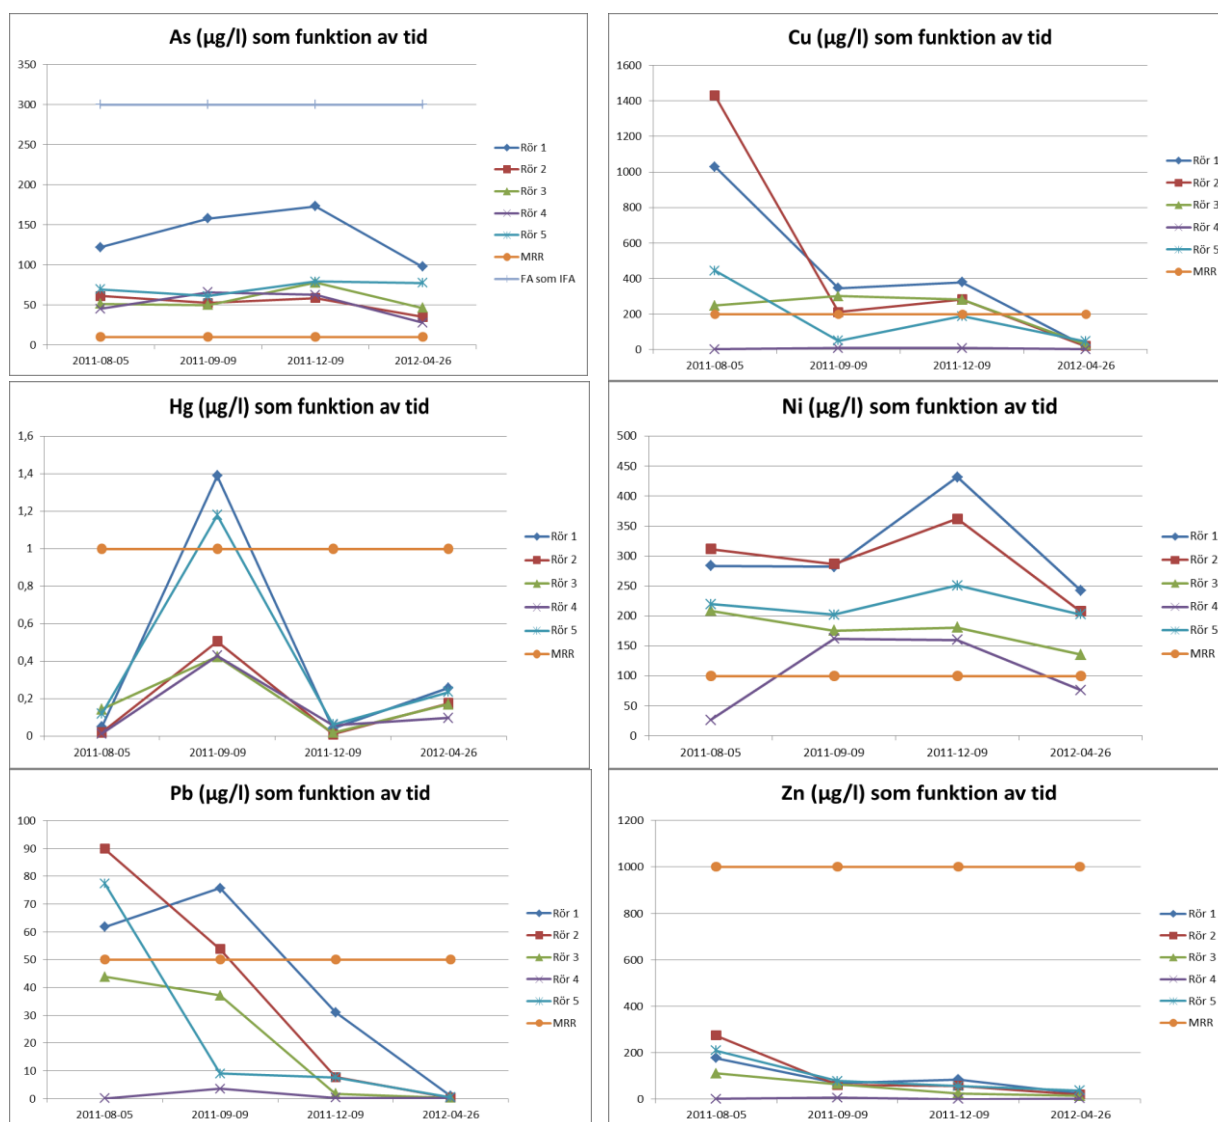 As (µg/l) som funktion av tid
350
300
250
200
150
100
50
0
2011-08-05 2011-09-09 2011-12-09 2012-04-26
Rör 1
Rör 2
Rör 3
Rör 4
Rör 5
MRR
FA som IFA
Cu (µg/l) som funktion av tid
1600
1400
1200
1000
800
600
400
200
0
2011-08-05 2011-09-09 2011-12-09 2012-04-26
Rör 1
Rör 2
Rör 3
Rör 4
Rör 5
MRR
Hg (µg/l) som funktion av tid
1,6
1,4
1,2
1
0,8
0,6
0,4
0,2
0
2011-08-05 2011-09-09 2011-12-09 2012-04-26
Rör 1
Rör 2
Rör 3
Rör 4
Rör 5
MRR
Ni (µg/l) som funktion av tid
500
450
400
350
300
250
200
150
100
50
0
2011-08-05 2011-09-09 2011-12-09 2012-04-26
Rör 1
Rör 2
Rör 3
Rör 4
Rör 5
MRR
Pb (µg/l) som funktion av tid
100
90
80
70
60
50
40
30
20
10
0
2011-08-05 2011-09-09 2011-12-09 2012-04-26
Rör 1
Rör 2
Rör 3
Rör 4
Rör 5
MRR
Zn (µg/l) som funktion av tid
1200
1000
800
600
400
200
0
2011-08-05 2011-09-09 2011-12-09 2012-04-26
Rör 1
Rör 2
Rör 3
Rör 4
Rör 5
MRR